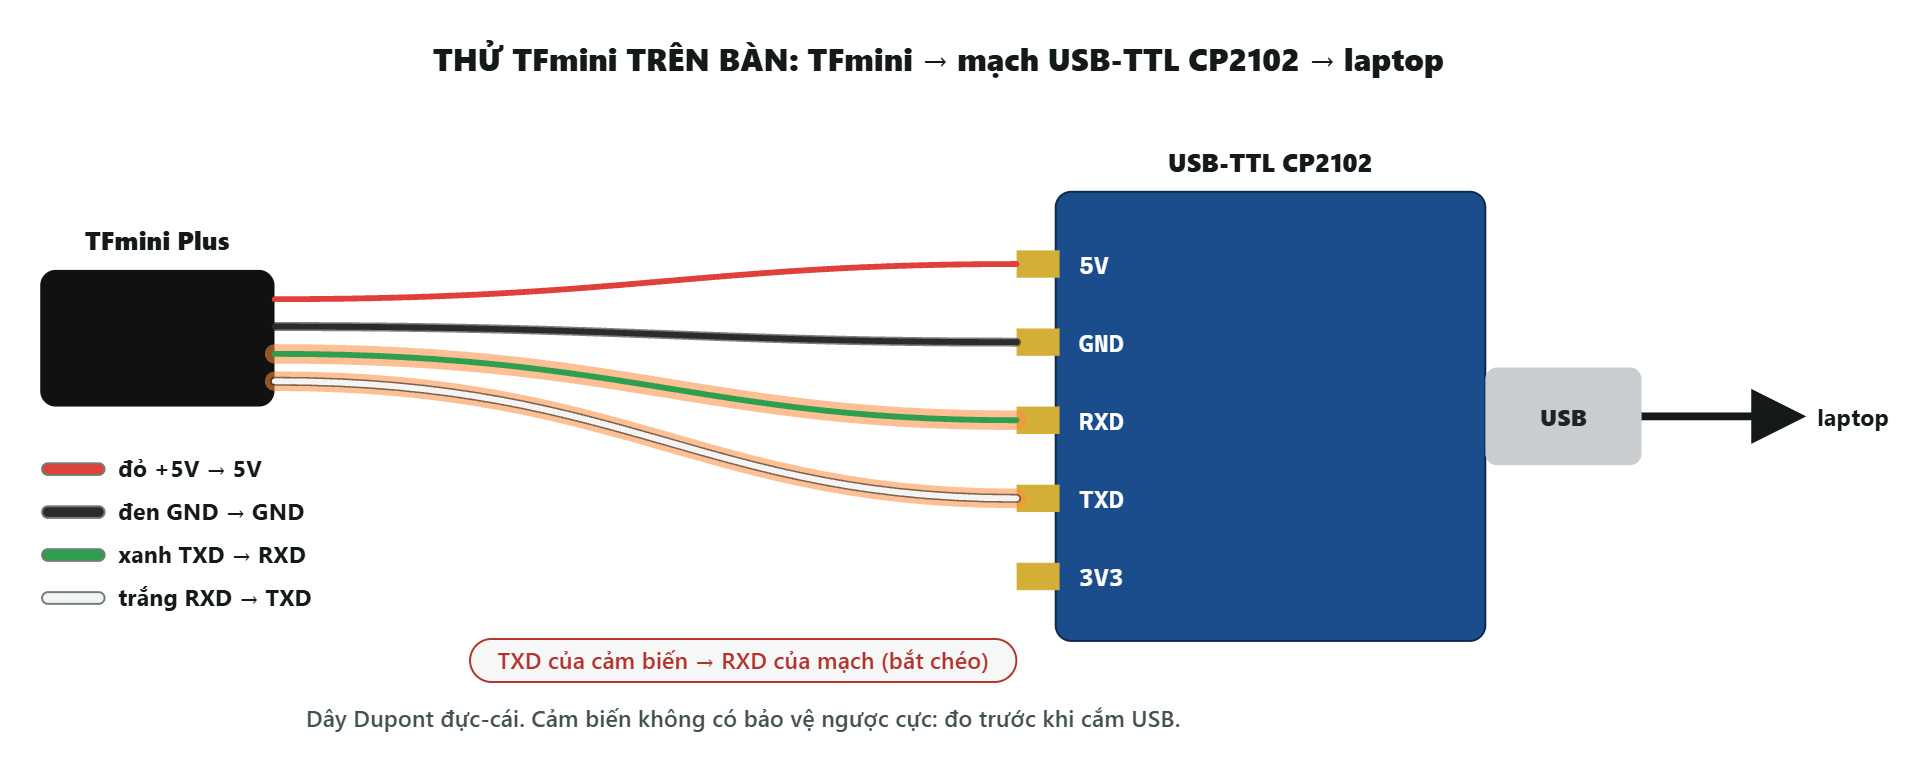 THỬ TFmini TRÊN BÀN: TFmini → mạch USB-TTL CP2102 → laptop
USB-TTL CP2102
TFmini Plus
5V
GND
RXD
TXD
3V3
USB
laptop
đỏ +5V → 5V
đen GND → GND
xanh TXD → RXD
trắng RXD → TXD
TXD của cảm biến → RXD của mạch (bắt chéo)
Dây Dupont đực-cái. Cảm biến không có bảo vệ ngược cực: đo trước khi cắm USB.